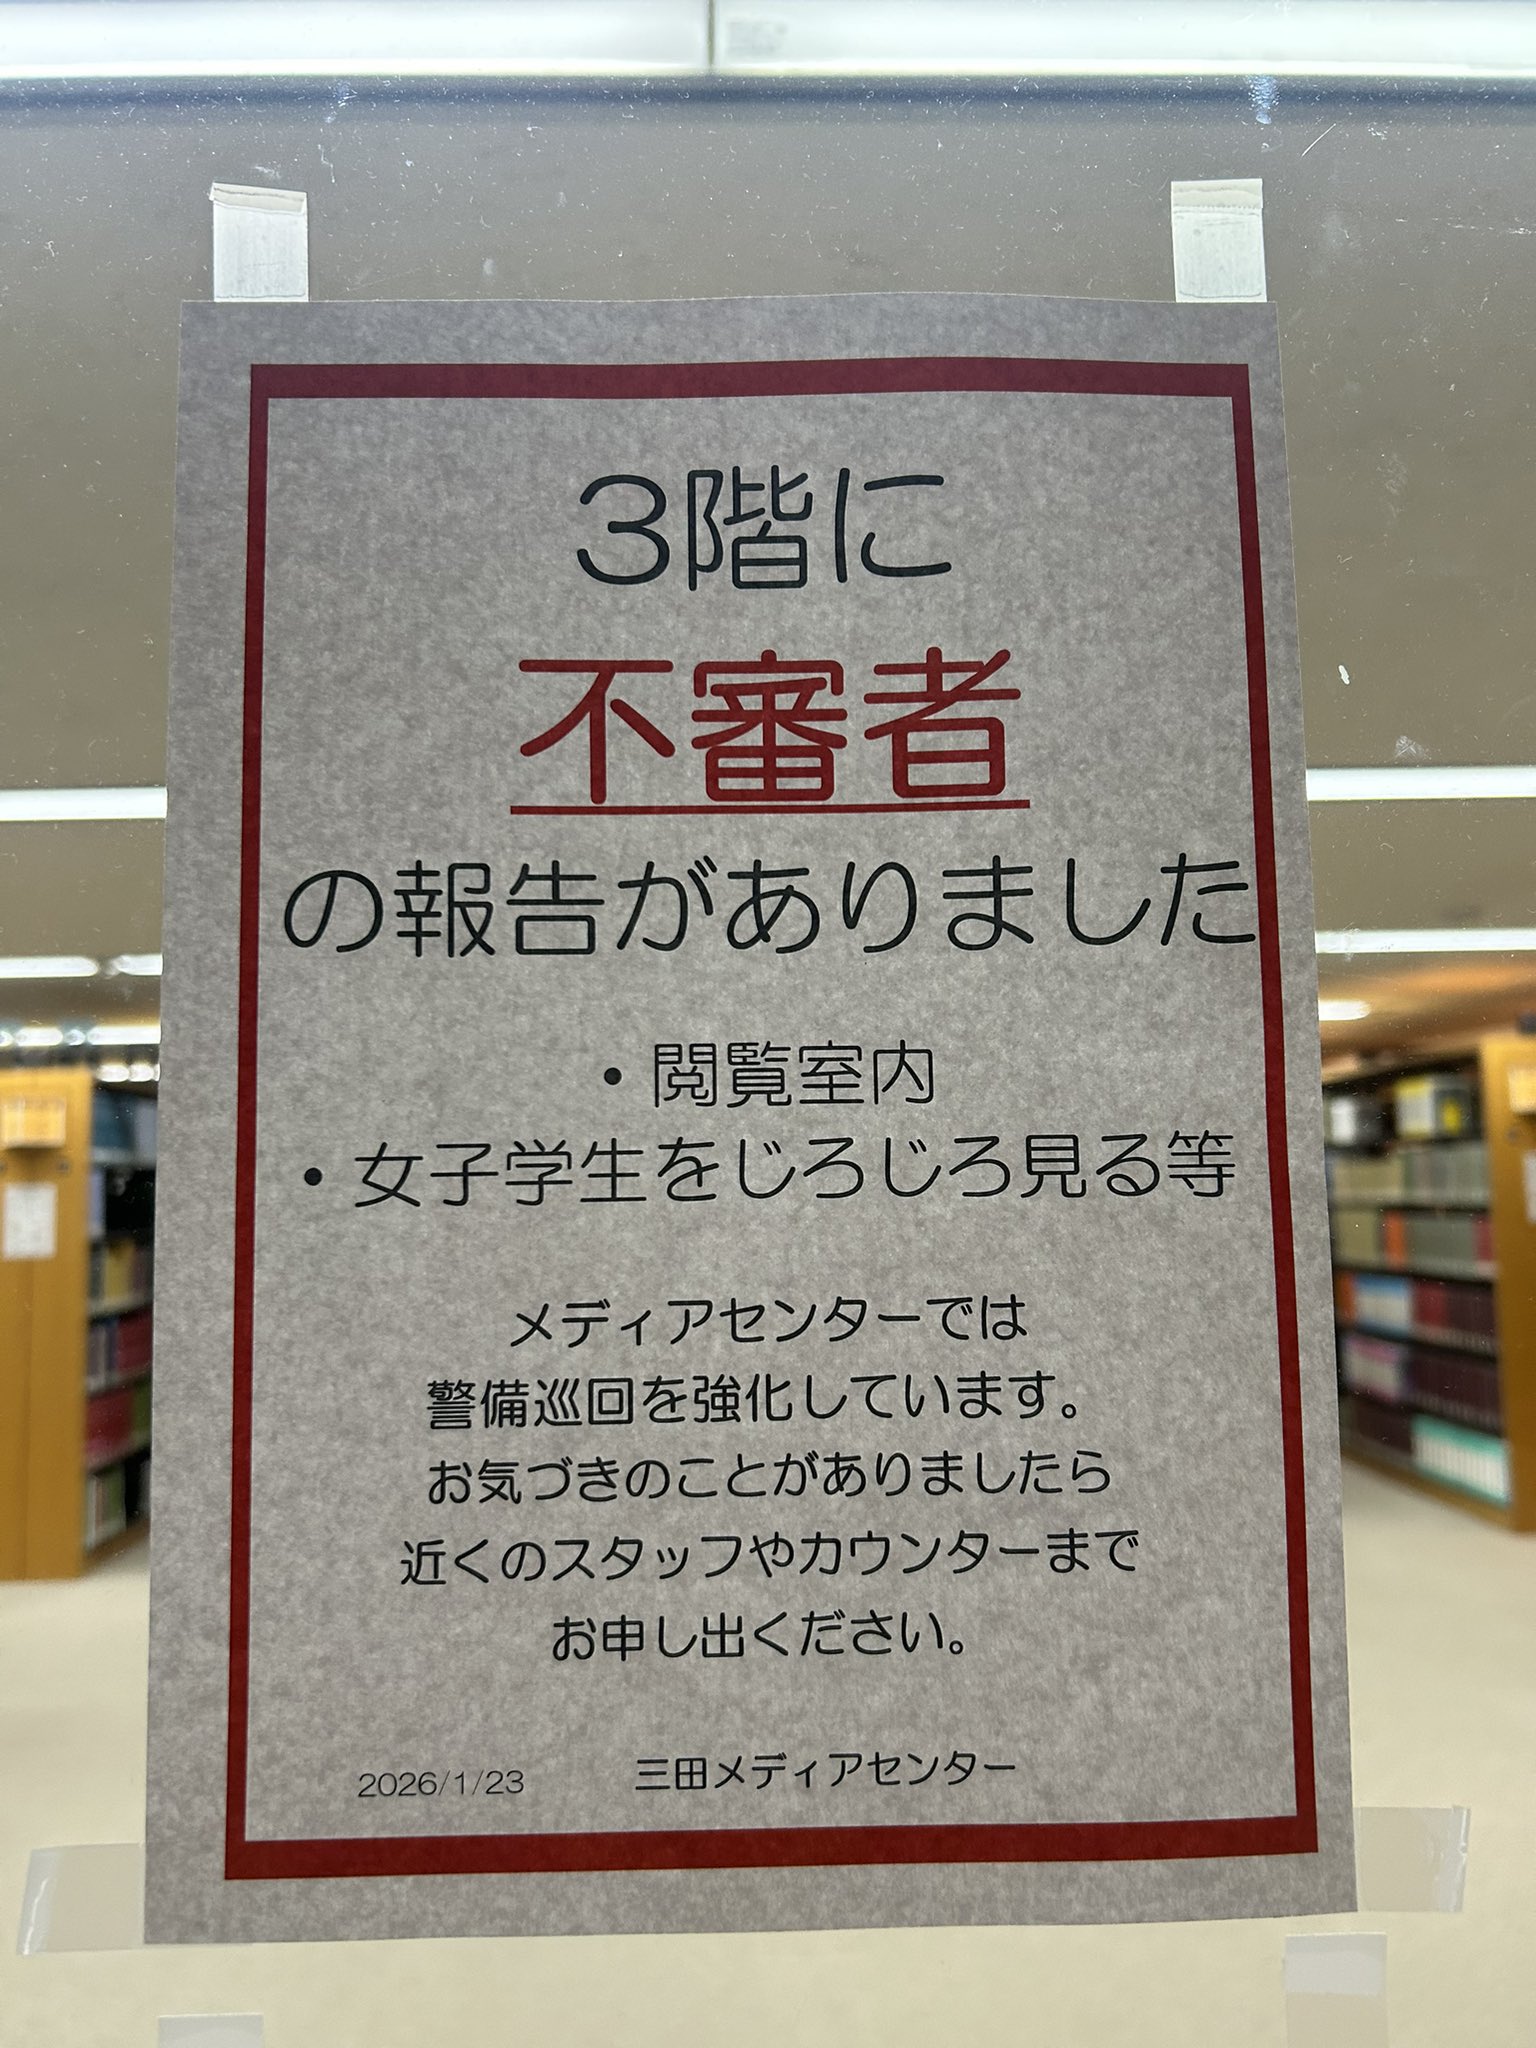 3階に
不審者
の報告がありました
・閲覧室内
・女子学生をじろじろ見る等
メディアセンターでは
警備巡回を強化しています。
お気づきのことがありましたら
近くのスタッフやカウンターまで
お申し出ください。
2026/1/23 三田メディアセンター